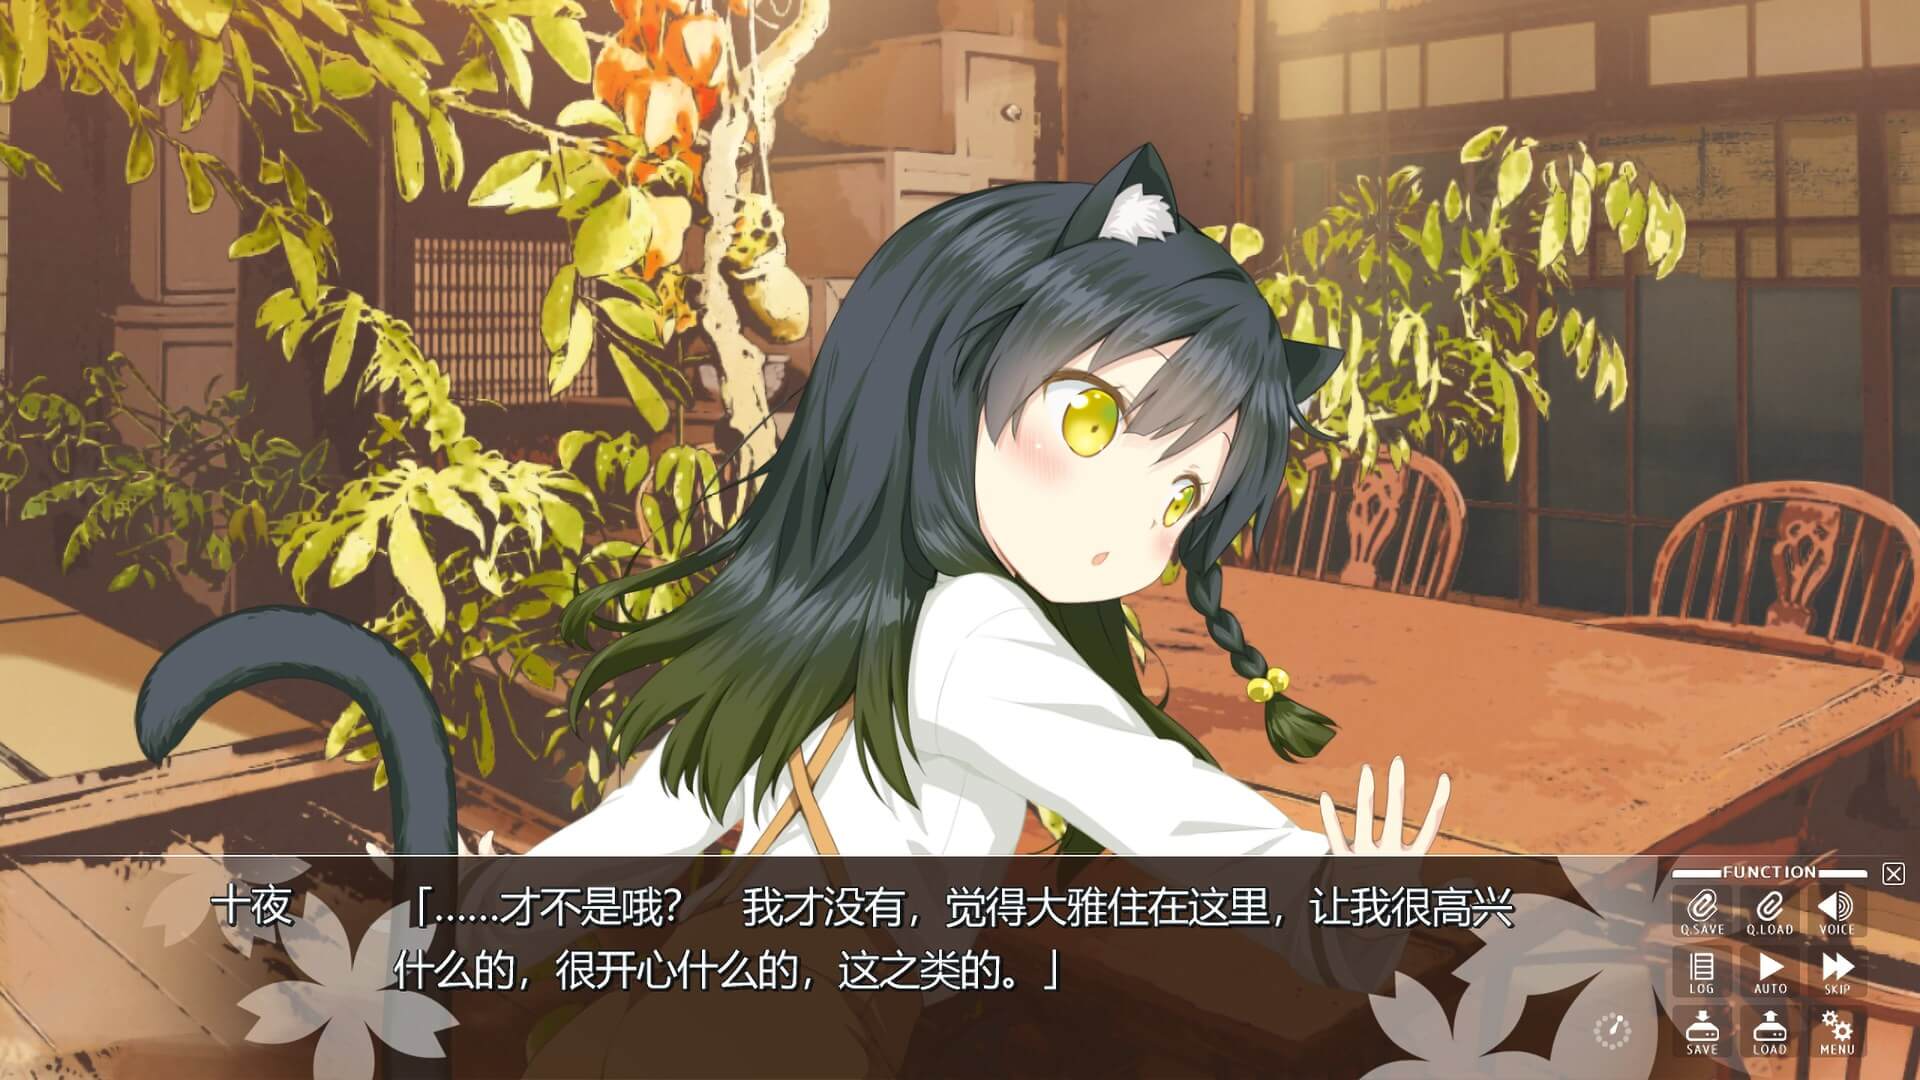 十夜
「……才不是哦? 我才没有，觉得大雅住在这里，让我很高兴
什么的，很开心什么的，这之类的。」
FUNCTION
Q.SAVE Q.LOAD VOICE
LOG AUTO SKIP
SAVE LOAD MENU